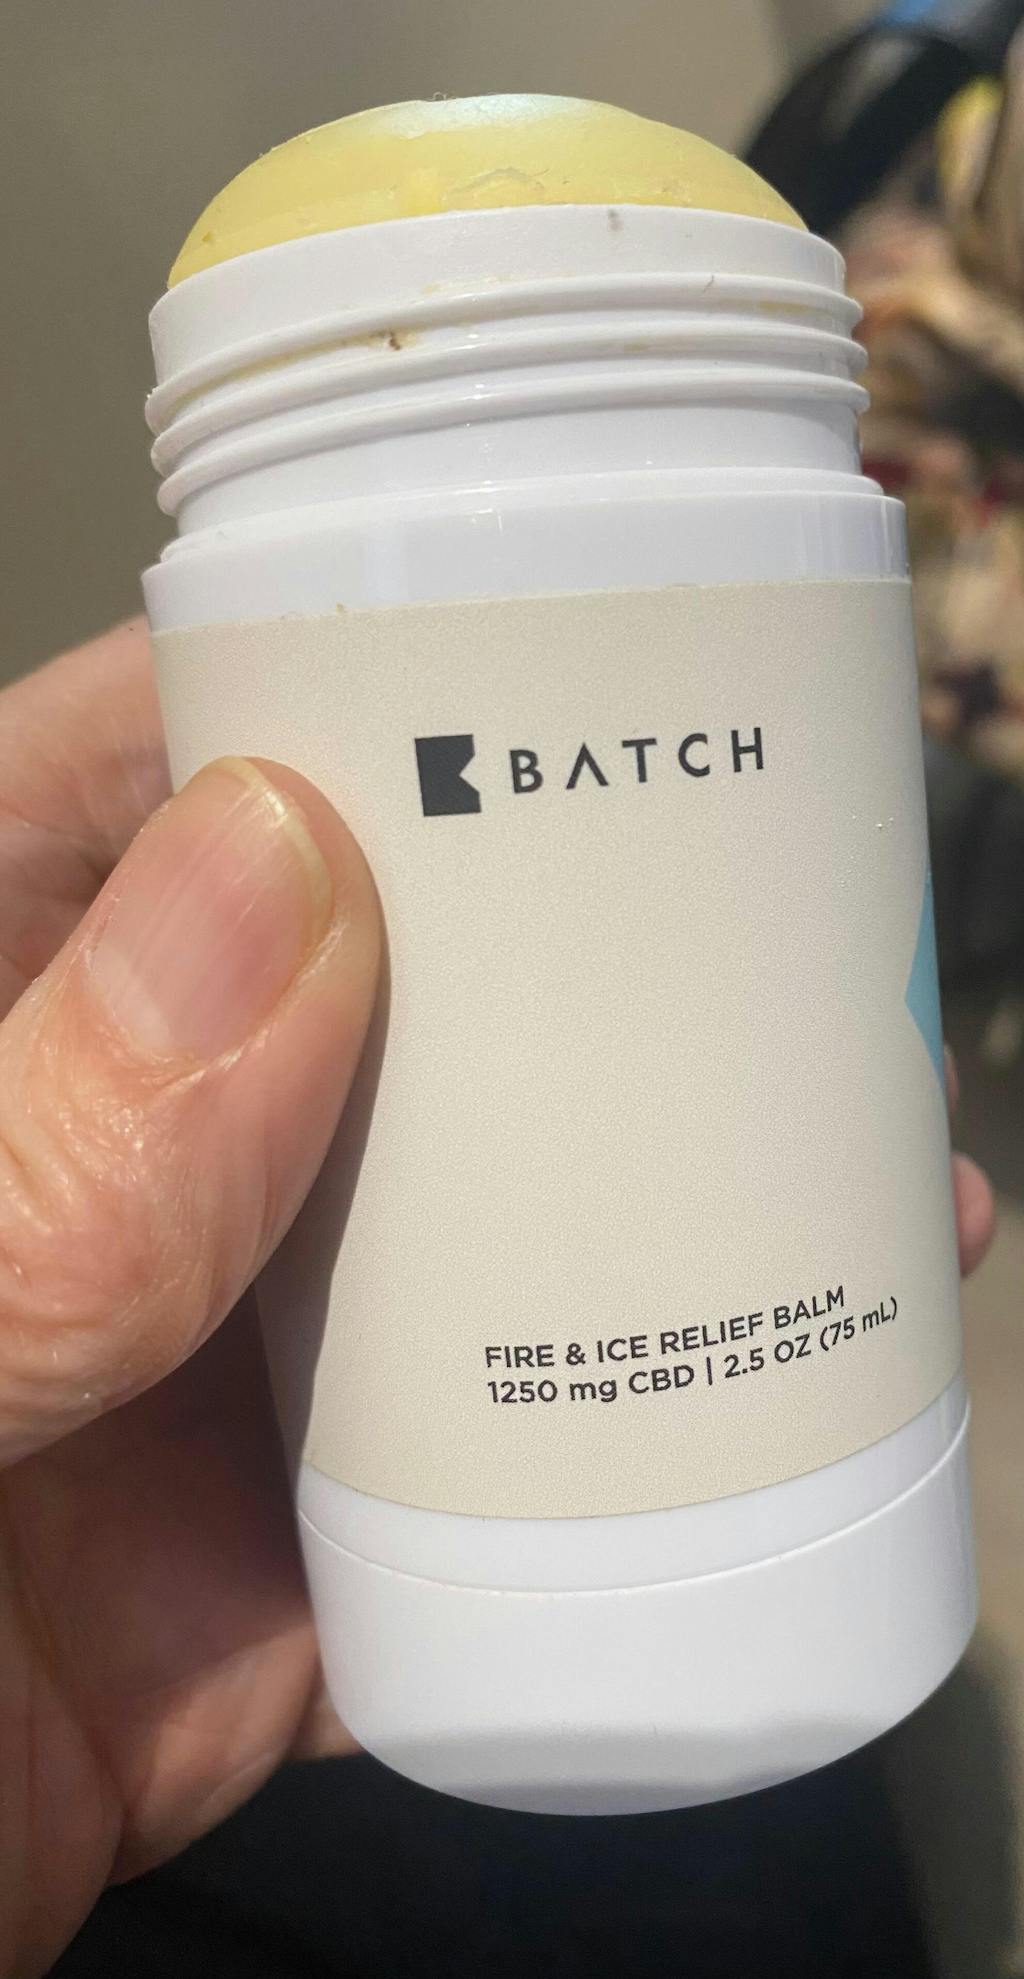 BATCH
FIRE & ICE RELIEF BALM
1250 mg CBD | 2.5 OZ (75 mL)